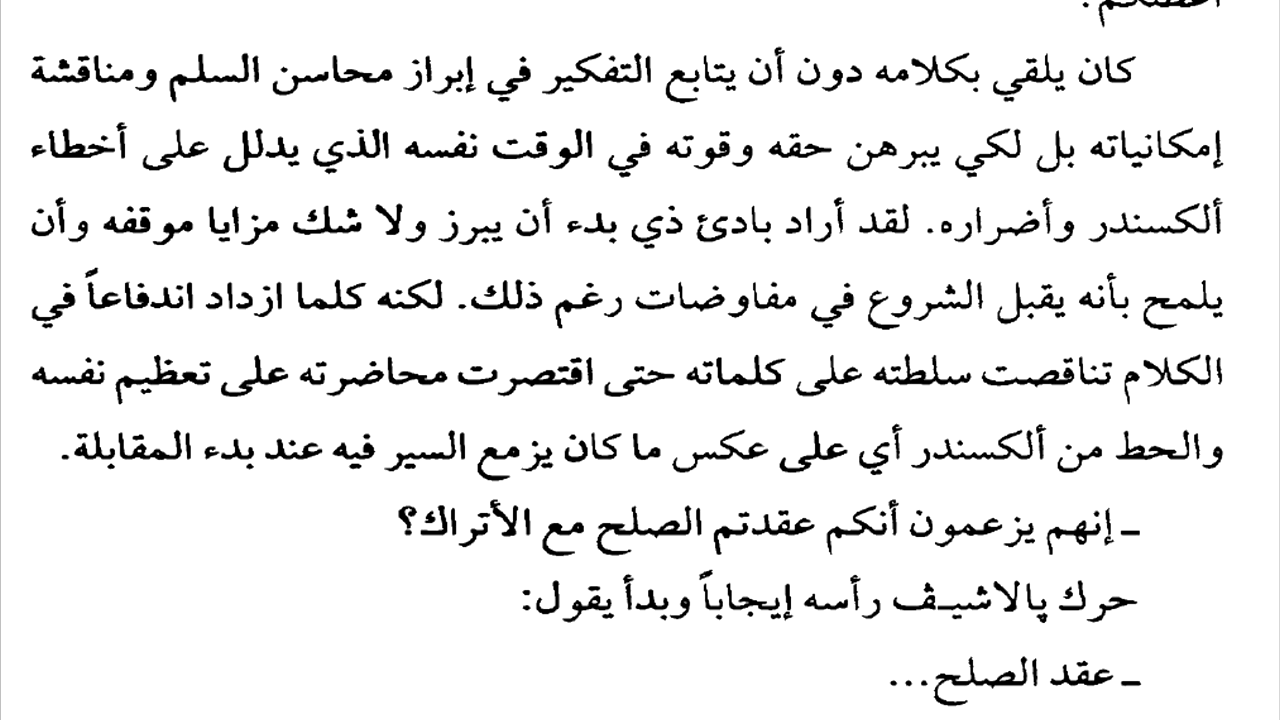 كان يلقي بكلامه دون أن يتابع التفكير في إبراز محاسن السلم ومناقشة
إمكانياته بل لكي يبرهن حقه وقوته في الوقت نفسه الذي يدلل على أخطاء
ألكسندر وأضراره. لقد أراد بادئ ذي بدء أن يبرز ولا شك مزايا موقفه وأن
يلمح بأنه يقبل الشروع في مفاوضات رغم ذلك. لكنه كلما ازداد اندفاعاً في
الكلام تناقصت سلطته على كلماته حتى اقتصرت محاضرته على تعظيم نفسه
والحط من ألكسندر أي على عكس ما كان يزمع السير فيه عند بدء المقابلة.
ـ إنهم يزعمون أنكم عقدتم الصلح مع الأتراك؟
حرك پالاشيـڤ رأسه إيجاباً وبدأ يقول:
ـ عقد الصلح...